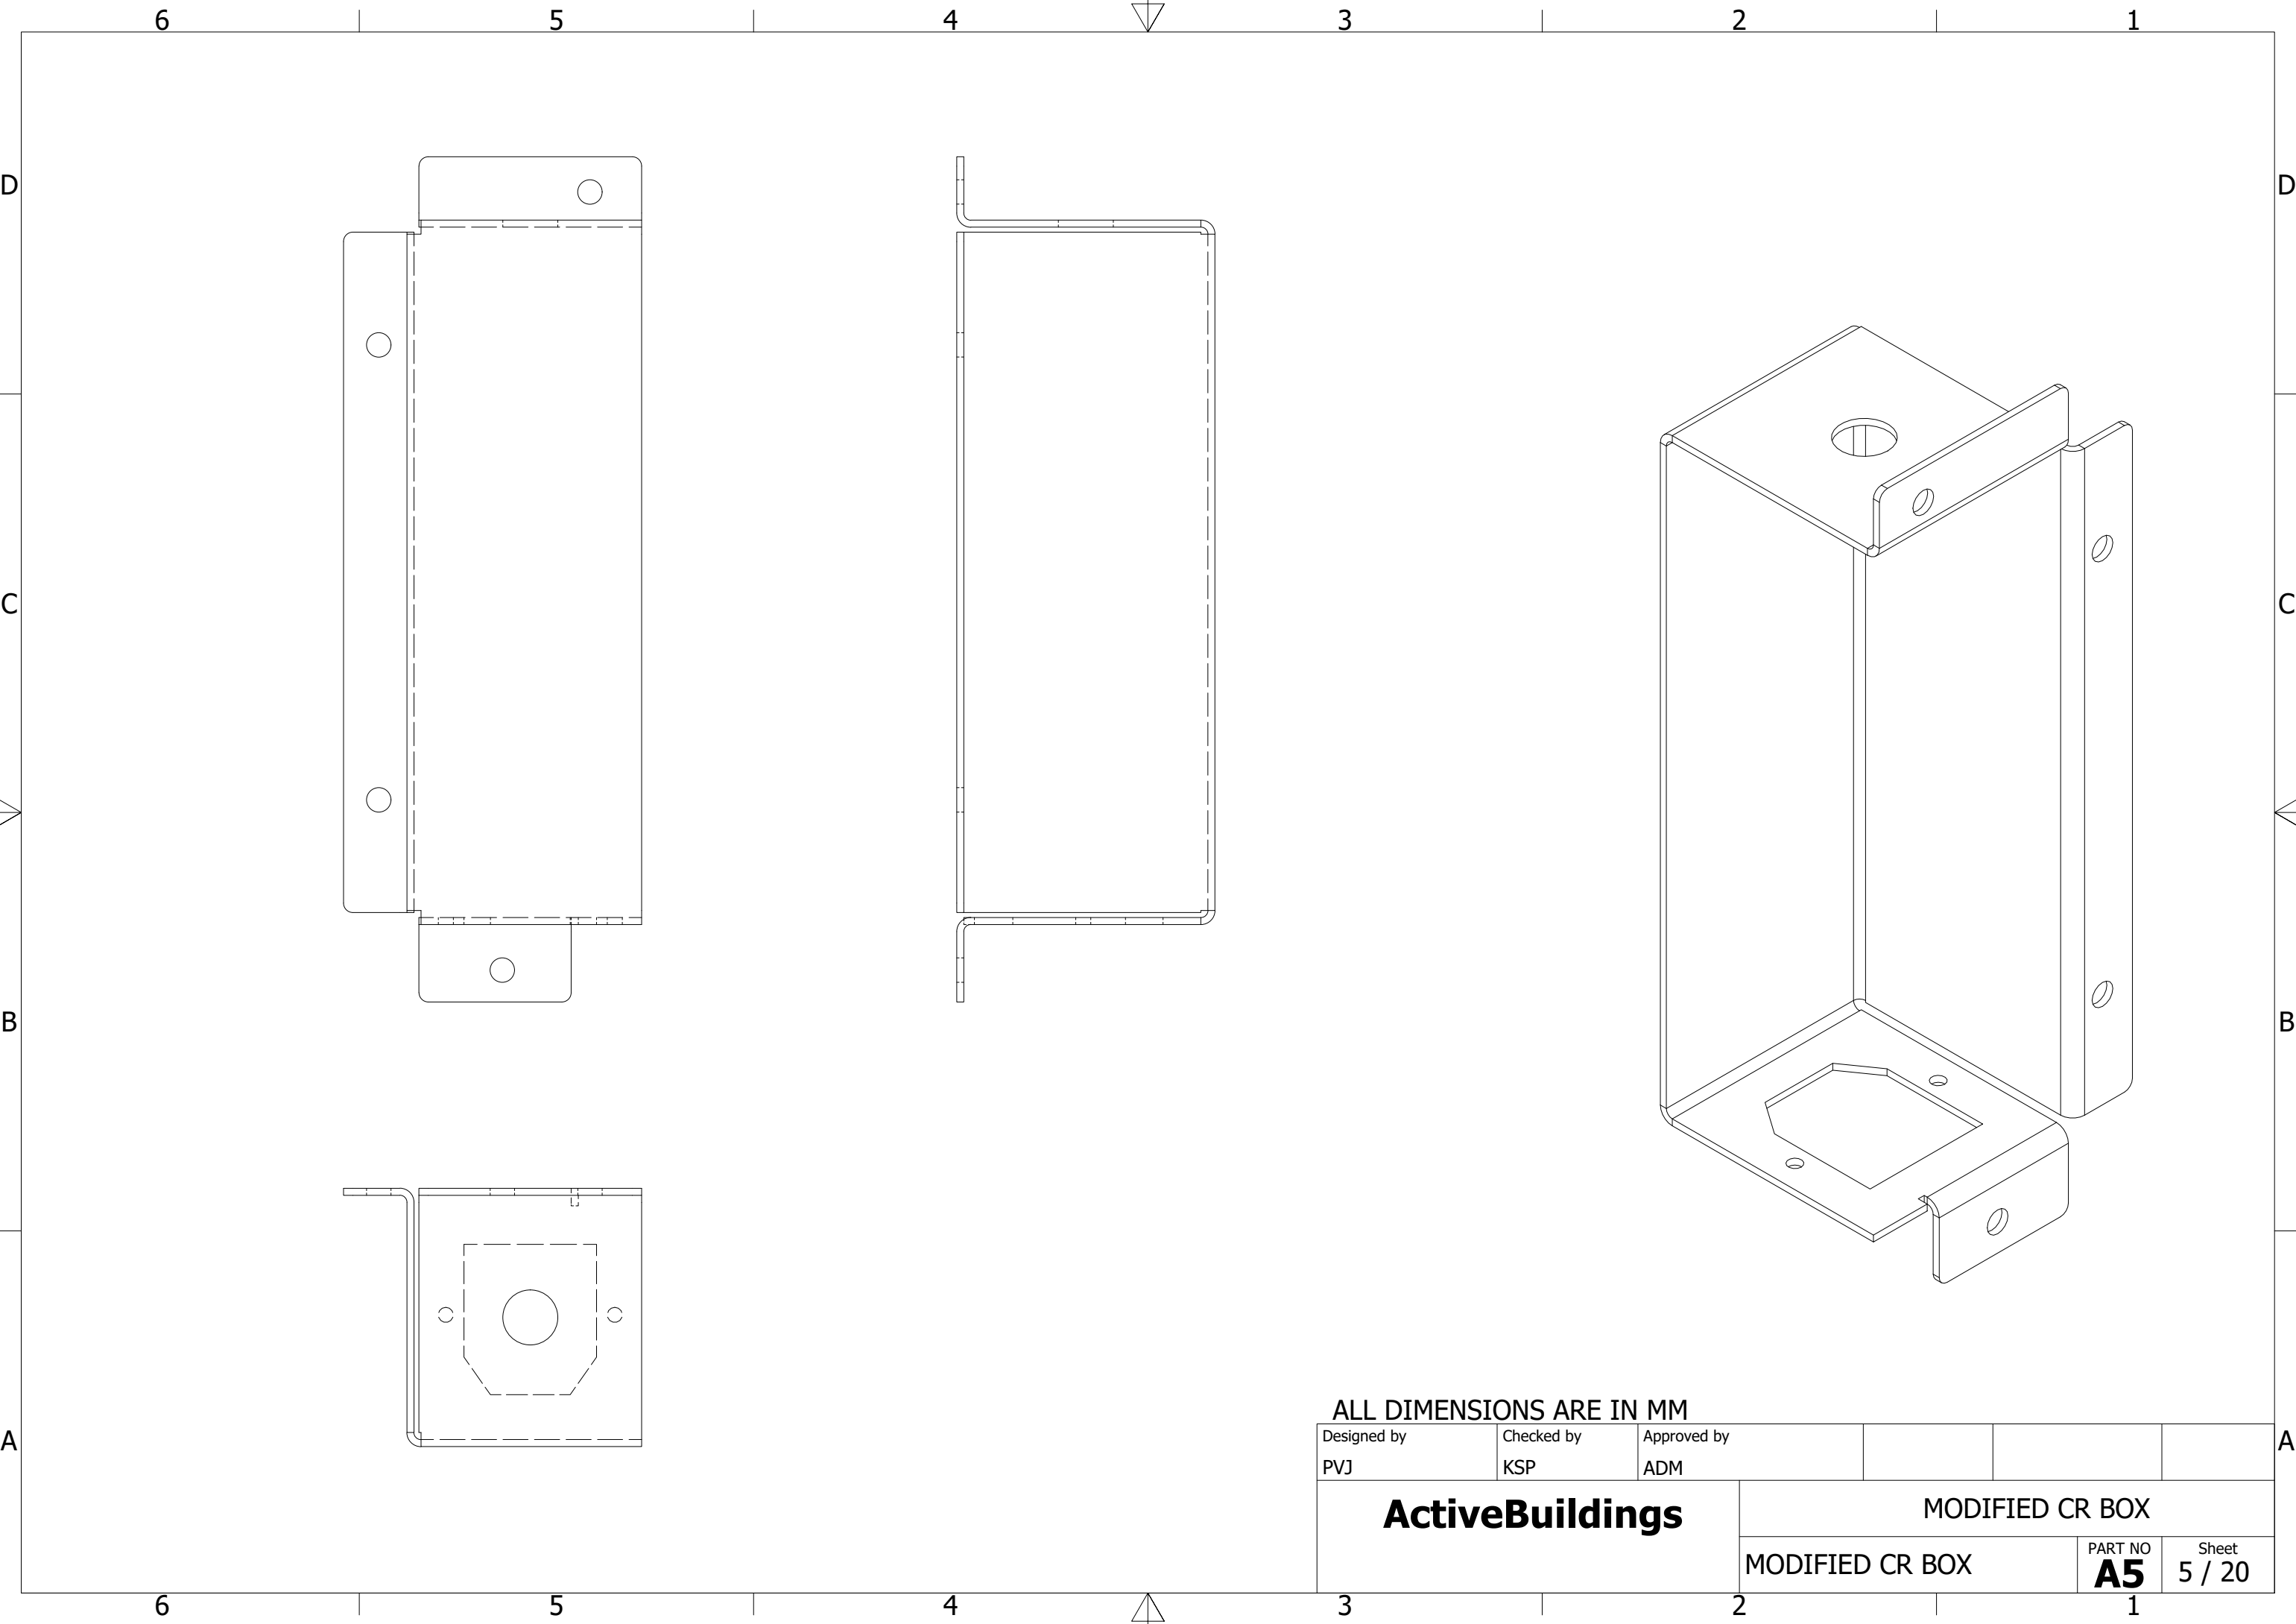 6 5 4 3 2 1
D D
C C
B B
A A
ALL DIMENSIONS ARE IN MM
Designed by Checked by Approved by
PVJ KSP ADM
ActiveBuildings
MODIFIED CR BOX
MODIFIED CR BOX
PART NO
A5
Sheet
5 / 20
6 5 4 3 2 1